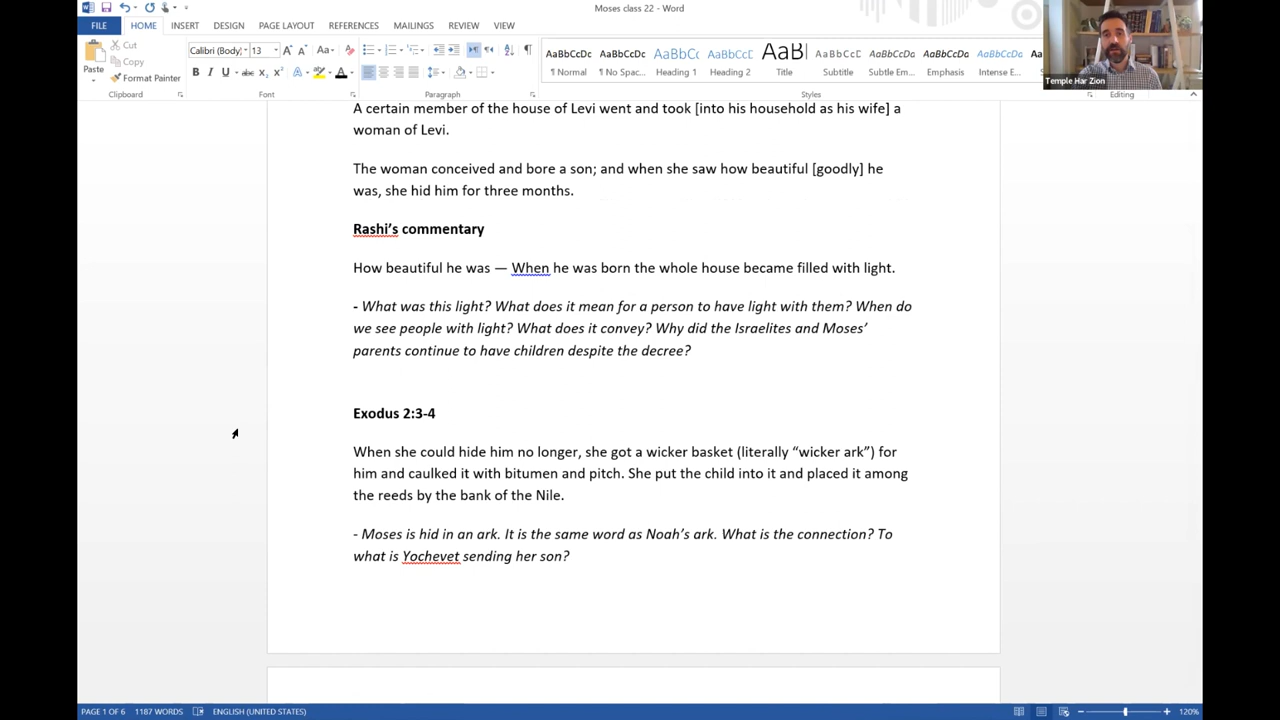 Moses class 22 - Word
FILE HOME INSERT DESIGN PAGE LAYOUT REFERENCES MAILINGS REVIEW VIEW
Paste
Cut
Copy
Format Painter
Clipboard
Calibri (Body) 13
Font
Paragraph
AaBbCcDc AaBbCcDc AaBbC AaBbCcC AaB AaBbCcDc AaBbCcDc AaBbCcDc AaBbCcDc
¶ Normal ¶ No Spac... Heading 1 Heading 2 Title Subtitle Subtle Em... Emphasis Intense E...
Styles
Editing
Temple Har Zion
A certain member of the house of Levi went and took [into his household as his wife] a
woman of Levi.
The woman conceived and bore a son; and when she saw how beautiful [goodly] he
was, she hid him for three months.
Rashi’s commentary
How beautiful he was — When he was born the whole house became filled with light.
- What was this light? What does it mean for a person to have light with them? When do
we see people with light? What does it convey? Why did the Israelites and Moses’
parents continue to have children despite the decree?
Exodus 2:3-4
When she could hide him no longer, she got a wicker basket (literally “wicker ark”) for
him and caulked it with bitumen and pitch. She put the child into it and placed it among
the reeds by the bank of the Nile.
- Moses is hid in an ark. It is the same word as Noah’s ark. What is the connection? To
what is Yochevet sending her son?
PAGE 1 OF 6 1187 WORDS ENGLISH (UNITED STATES) 120%